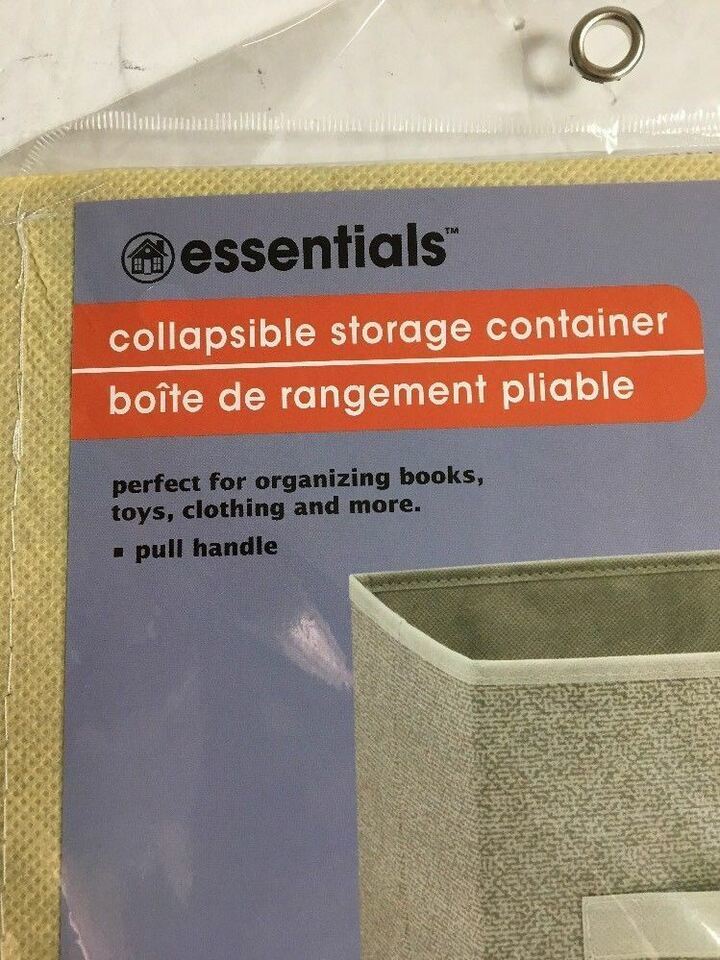 essentials™
collapsible storage container
boîte de rangement pliable
perfect for organizing books,
toys, clothing and more.
▪ pull handle